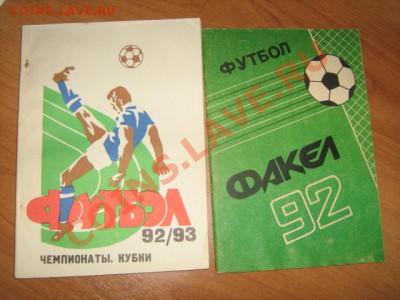 COINS.LAVE.RU
ФУТБОЛ
92/93
ЧЕМПИОНАТЫ. КУБКИ
ФУТБОЛ
ФАКЕЛ
92
COINS.LAVE.RU